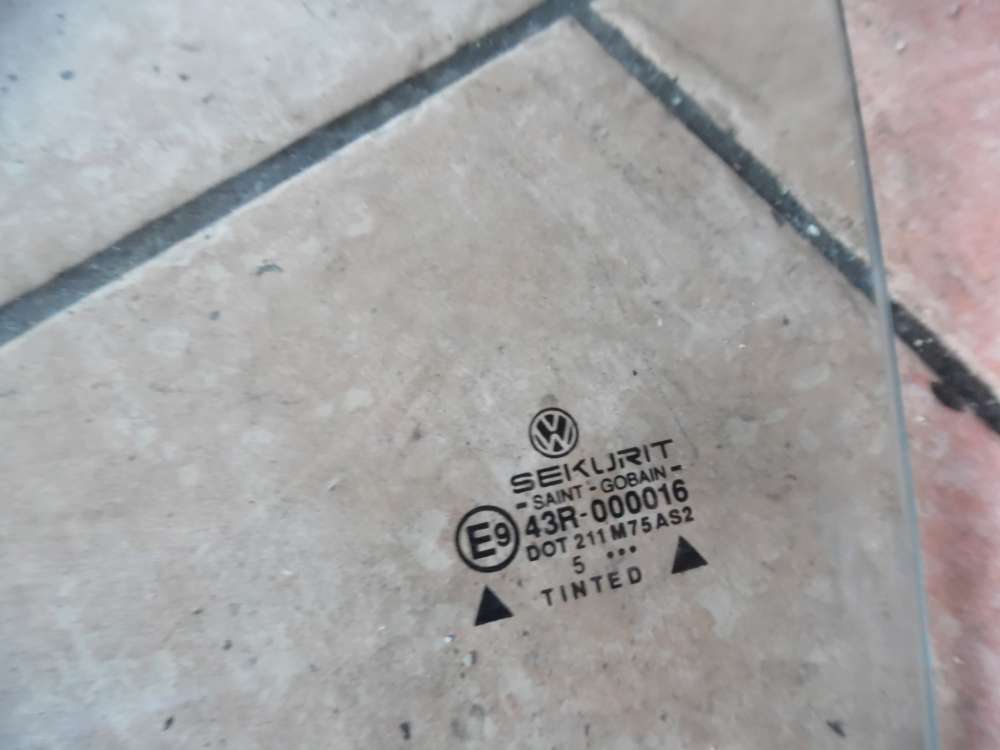 SEKURIT
- SAINT - GOBAIN -
E9 43R-000016
DOT 211 M75 AS2
5 •••
TINTED